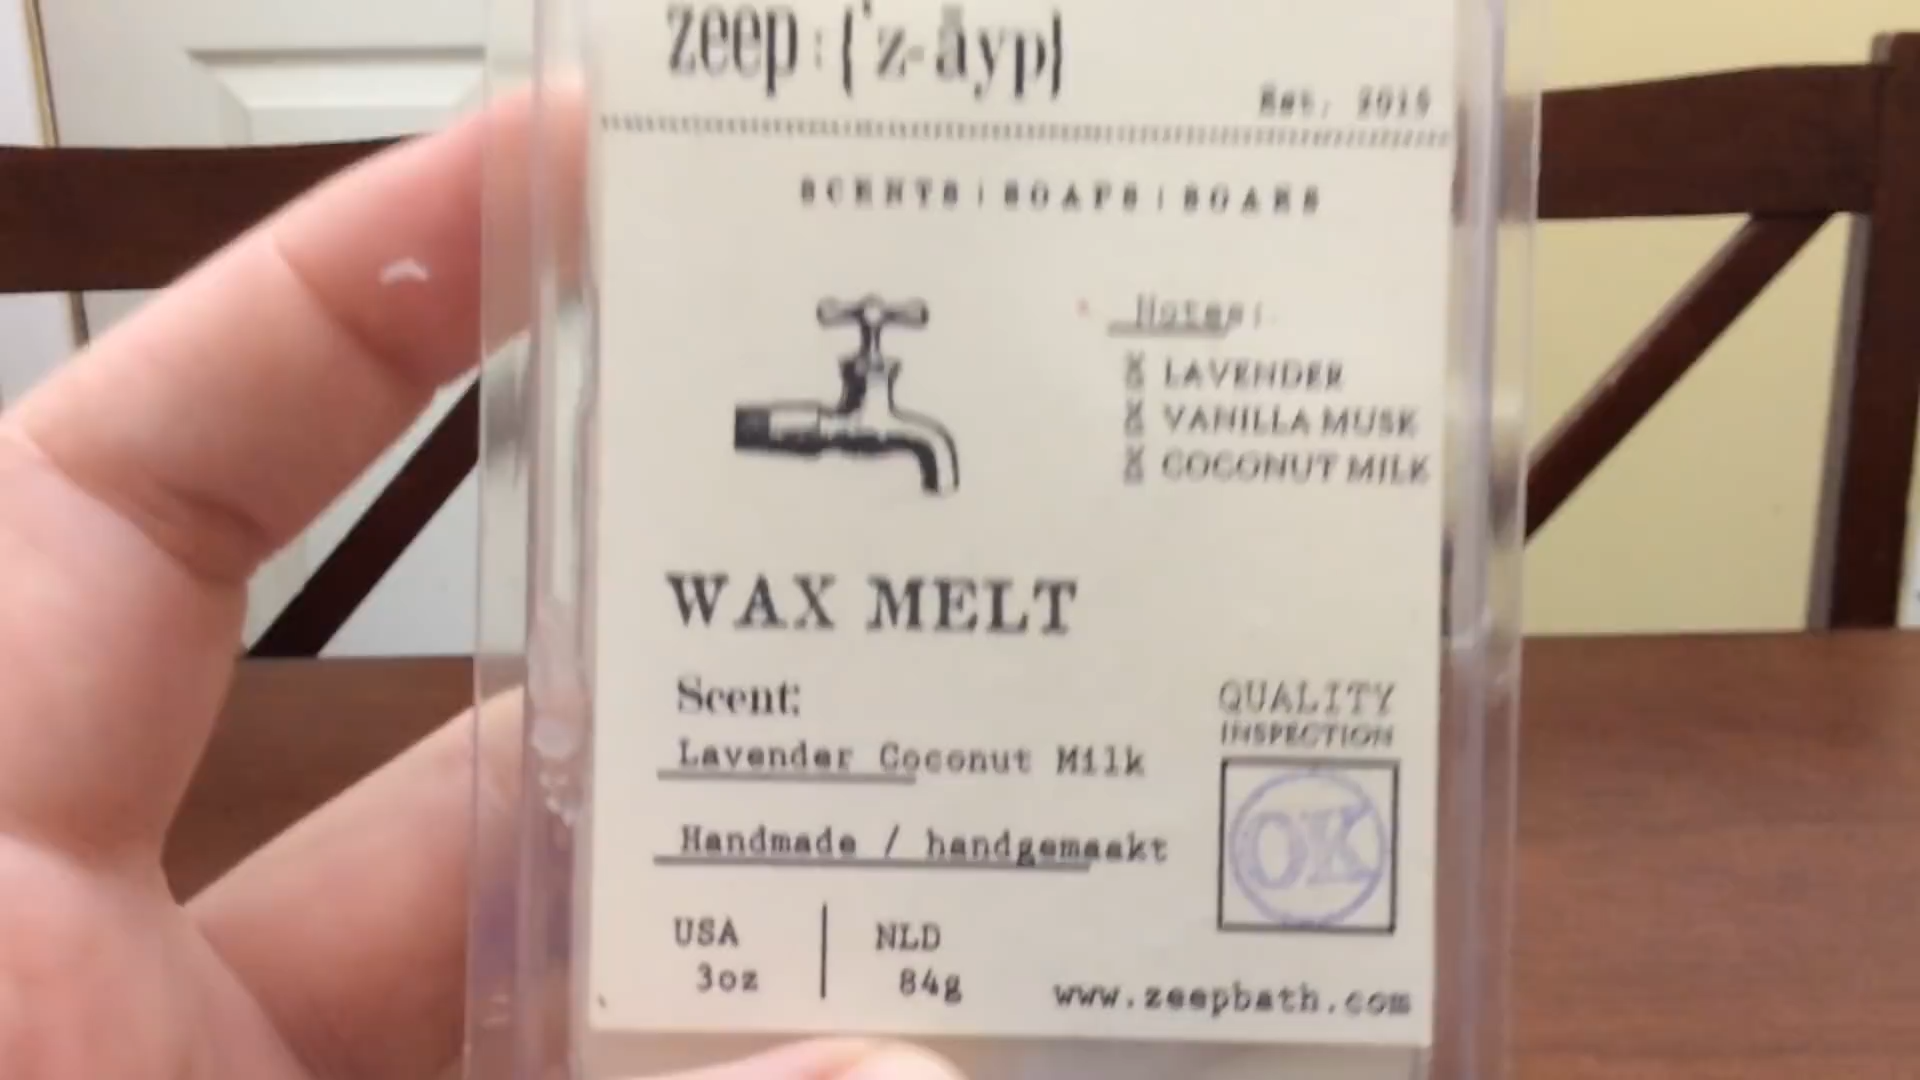 zeep:{'z-āyp}
Est. 2015
SCENTS | SOAPS | SOAKS
Notes:
LAVENDER
VANILLA MUSK
COCONUT MILK
WAX MELT
Scent:
Lavender Coconut Milk
Handmade / handgemaakt
QUALITY
INSPECTION
OK
USA
3oz
NLD
84g
www.zeepbath.com